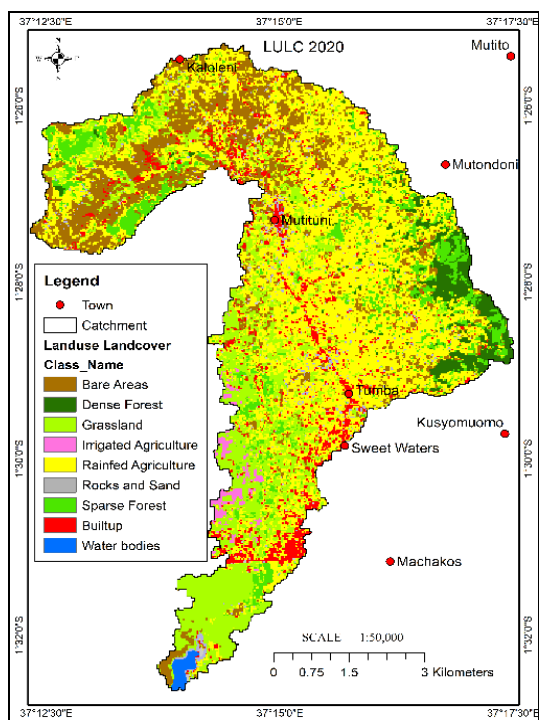 37°12'30"E 37°15'0"E 37°17'30"E
LULC 2020
Mutito
Kaloleni
N
W E
S
1°26'0"S 1°26'0"S
Mutondoni
Mutituni
1°28'0"S 1°28'0"S
Legend
Town
Catchment
Landuse Landcover
Class_Name
Bare Areas
Dense Forest
Grassland
Irrigated Agriculture
Rainfed Agriculture
Rocks and Sand
Sparse Forest
Builtup
Water bodies
Tumba
Kusyomuomo
Sweet Waters
1°30'0"S 1°30'0"S
Machakos
1°32'0"S 1°32'0"S
SCALE 1:50,000
0 0.75 1.5 3 Kilometers
37°12'30"E 37°15'0"E 37°17'30"E